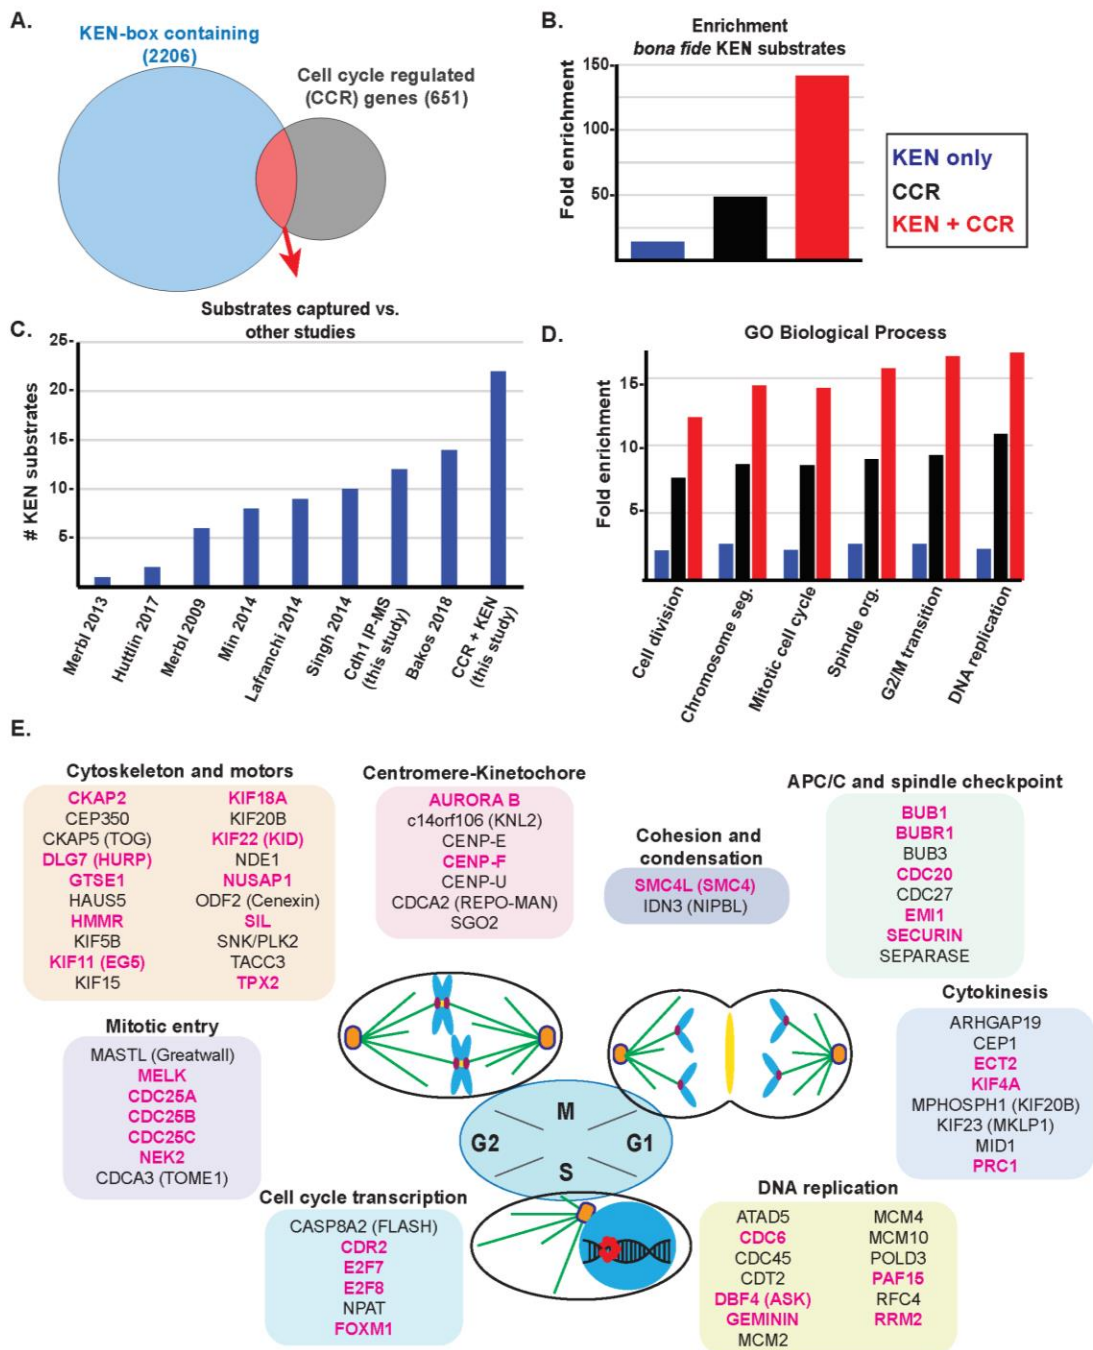 A.
KEN-box containing
(2206)
Cell cycle regulated
(CCR) genes (651)
B.
Enrichment
bona fide KEN substrates
Fold enrichment
150
100
50
KEN only
CCR
KEN + CCR
C.
Substrates captured vs.
other studies
# KEN substrates
25
20
15
10
5
Merbl 2013
Huttlin 2017
Merbl 2009
Min 2014
Lafranchi 2014
Singh 2014
Cdh1 IP-MS
(this study)
Bakos 2018
CCR + KEN
(this study)
D.
GO Biological Process
Fold enrichment
15
10
5
Cell division
Chromosome seg.
Mitotic cell cycle
Spindle org.
G2/M transition
DNA replication
E.
Cytoskeleton and motors
CKAP2
CEP350
CKAP5 (TOG)
DLG7 (HURP)
GTSE1
HAUS5
HMMR
KIF5B
KIF11 (EG5)
KIF15
KIF18A
KIF20B
KIF22 (KID)
NDE1
NUSAP1
ODF2 (Cenexin)
SIL
SNK/PLK2
TACC3
TPX2
Centromere-Kinetochore
AURORA B
c14orf106 (KNL2)
CENP-E
CENP-F
CENP-U
CDCA2 (REPO-MAN)
SGO2
Cohesion and
condensation
SMC4L (SMC4)
IDN3 (NIPBL)
APC/C and spindle checkpoint
BUB1
BUBR1
BUB3
CDC20
CDC27
EMI1
SECURIN
SEPARASE
Mitotic entry
MASTL (Greatwall)
MELK
CDC25A
CDC25B
CDC25C
NEK2
CDCA3 (TOME1)
Cytokinesis
ARHGAP19
CEP1
ECT2
KIF4A
MPHOSPH1 (KIF20B)
KIF23 (MKLP1)
MID1
PRC1
M
G2
G1
S
Cell cycle transcription
CASP8A2 (FLASH)
CDR2
E2F7
E2F8
NPAT
FOXM1
DNA replication
ATAD5
CDC6
CDC45
CDT2
DBF4 (ASK)
GEMININ
MCM2
MCM4
MCM10
POLD3
PAF15
RFC4
RRM2